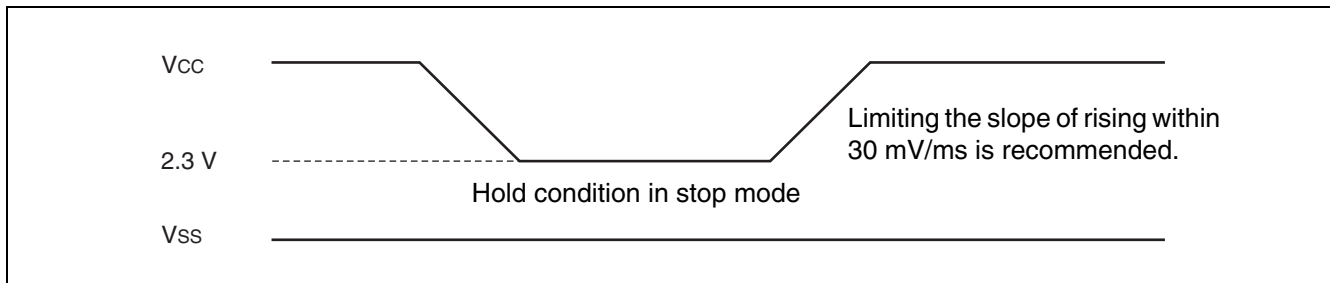 Vcc
Limiting the slope of rising within
30 mV/ms is recommended.
2.3 V
Hold condition in stop mode
Vss